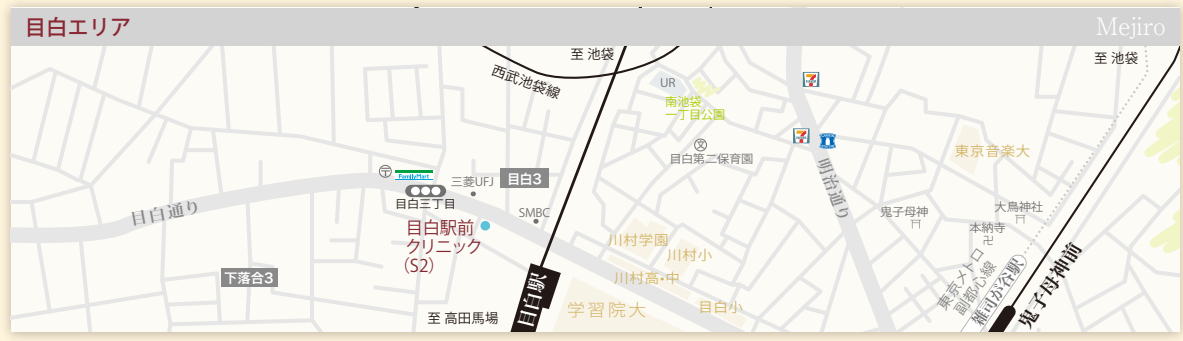 目白エリア
Mejiro
至 池袋
至 池袋
西武池袋線
UR
南池袋
一丁目公園
文
目白第二保育園
東京音楽大
明治通り
〒
FamilyMart
三菱UFJ
目白3
目白三丁目
目白通り
SMBC
目白駅前
クリニック
(S2)
鬼子母神
大鳥神社
本納寺
卍
川村学園
川村小
川村高・中
下落合3
東京メトロ
副都心線
雑司が谷駅
鬼子母神前
目白駅
学習院大
目白小
至 高田馬場